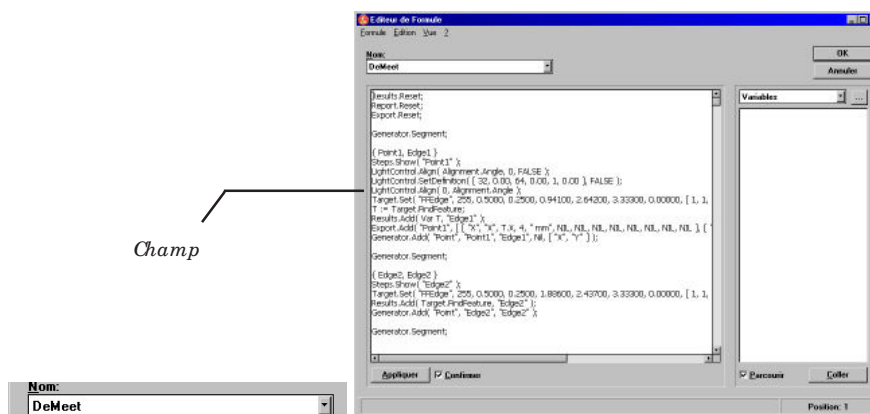 Editeur de Formule
Formule Edition Vue ?
Nom:
DeMeet
OK
Annuler
Results.Reset;
Report.Reset;
Export.Reset;
Generator.Segment;
{ Point1, Edge1 }
Steps.Show( "Point1" );
LightControl.Align( Alignment.Angle, 0, FALSE );
LightControl.SetDefinition( [ 32, 0.00, 64, 0.00, 1, 0.00 ], FALSE );
LightControl.Align( 0, Alignment.Angle );
Target.Set( "FFEdge", 255, 0.5000, 0.2500, 0.94100, 2.64200, 3.33300, 0.00000, [ 1, 1,
T := Target.FindFeature;
Results.Add( Var T, "Edge1" );
Export.Add( "Point1", [ [ "X", "X", T.X, 4, " mm", NIL, NIL, NIL, NIL, NIL, NIL, NIL, NIL ], [ "
Generator.Add( "Point", "Point1", "Edge1", Nil, [ "X", "Y" ] );
Generator.Segment;
{ Edge2, Edge2 }
Steps.Show( "Edge2" );
Target.Set( "FFEdge", 255, 0.5000, 0.2500, 1.88600, 2.43700, 3.33300, 0.00000, [ 1, 1,
Results.Add( Target.FindFeature, "Edge2" );
Generator.Add( "Point", "Edge2", "Edge2" );
Generator.Segment;
Variables
...
Champ
Appliquer Confirmer
Parcourir Coller
Position: 1
Nom:
DeMeet